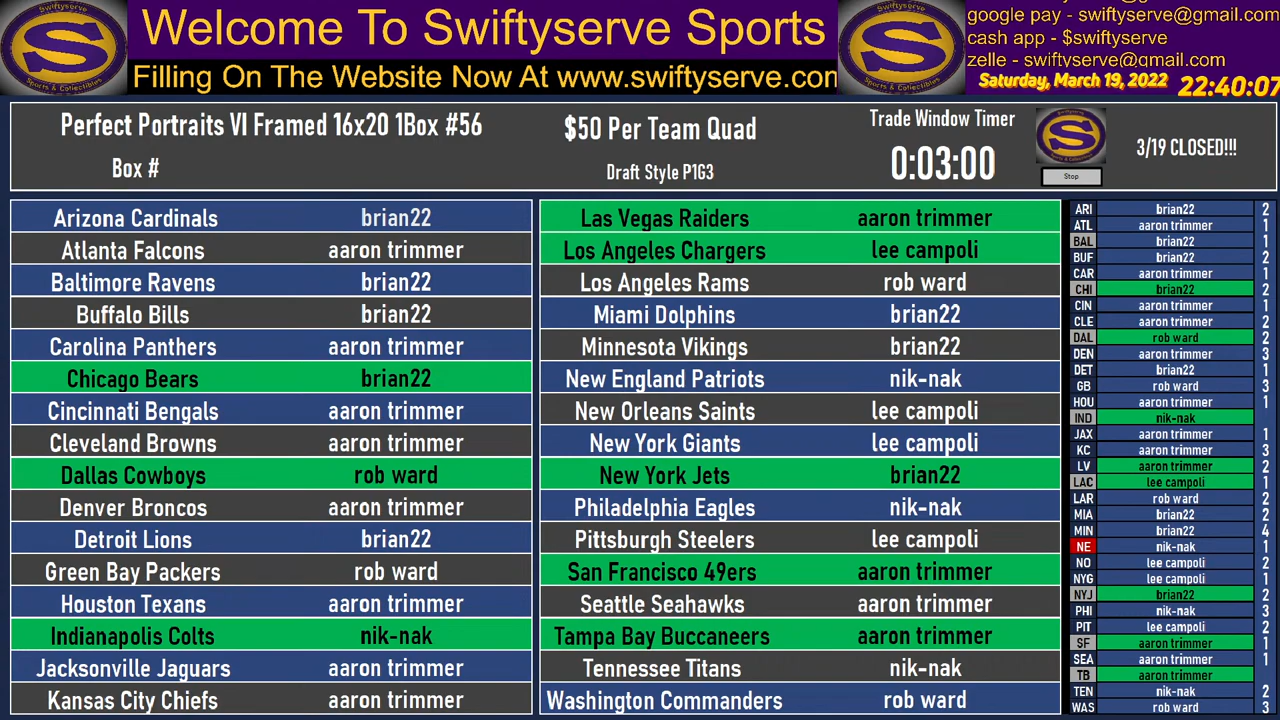 Welcome To Swiftyserve Sports
Filling On The Website Now At www.swiftyserve.con
google pay - swiftyserve@gmail.com
cash app - $swiftyserve
zelle - swiftyserve@gmail.com
Saturday, March 19, 2022 22:40:07
Sports & Collectibles
Sports & Collectibles
Perfect Portraits VI Framed 16x20 1Box #56
Box #
$50 Per Team Quad
Draft Style P1G3
Trade Window Timer
0:03:00
Stop
3/19 CLOSED!!!
Arizona Cardinals brian22
Atlanta Falcons aaron trimmer
Baltimore Ravens brian22
Buffalo Bills brian22
Carolina Panthers aaron trimmer
Chicago Bears brian22
Cincinnati Bengals aaron trimmer
Cleveland Browns aaron trimmer
Dallas Cowboys rob ward
Denver Broncos aaron trimmer
Detroit Lions brian22
Green Bay Packers rob ward
Houston Texans aaron trimmer
Indianapolis Colts nik-nak
Jacksonville Jaguars aaron trimmer
Kansas City Chiefs aaron trimmer
Las Vegas Raiders aaron trimmer
Los Angeles Chargers lee campoli
Los Angeles Rams rob ward
Miami Dolphins brian22
Minnesota Vikings brian22
New England Patriots nik-nak
New Orleans Saints lee campoli
New York Giants lee campoli
New York Jets brian22
Philadelphia Eagles nik-nak
Pittsburgh Steelers lee campoli
San Francisco 49ers aaron trimmer
Seattle Seahawks aaron trimmer
Tampa Bay Buccaneers aaron trimmer
Tennessee Titans nik-nak
Washington Commanders rob ward
ARI brian22 2
ATL aaron trimmer 1
BAL brian22 1
BUF brian22 2
CAR aaron trimmer 1
CHI brian22 2
CIN aaron trimmer 1
CLE aaron trimmer 2
DAL rob ward 2
DEN aaron trimmer 3
DET brian22 1
GB rob ward 3
HOU aaron trimmer 1
IND nik-nak
JAX aaron trimmer 1
KC aaron trimmer 3
LV aaron trimmer 2
LAC lee campoli 1
LAR rob ward 2
MIA brian22 2
MIN brian22 4
NE nik-nak 1
NO lee campoli 2
NYG lee campoli 1
NYJ brian22 2
PHI nik-nak 3
PIT lee campoli 2
SF aaron trimmer 1
SEA aaron trimmer 1
TB aaron trimmer
TEN nik-nak 2
WAS rob ward 3